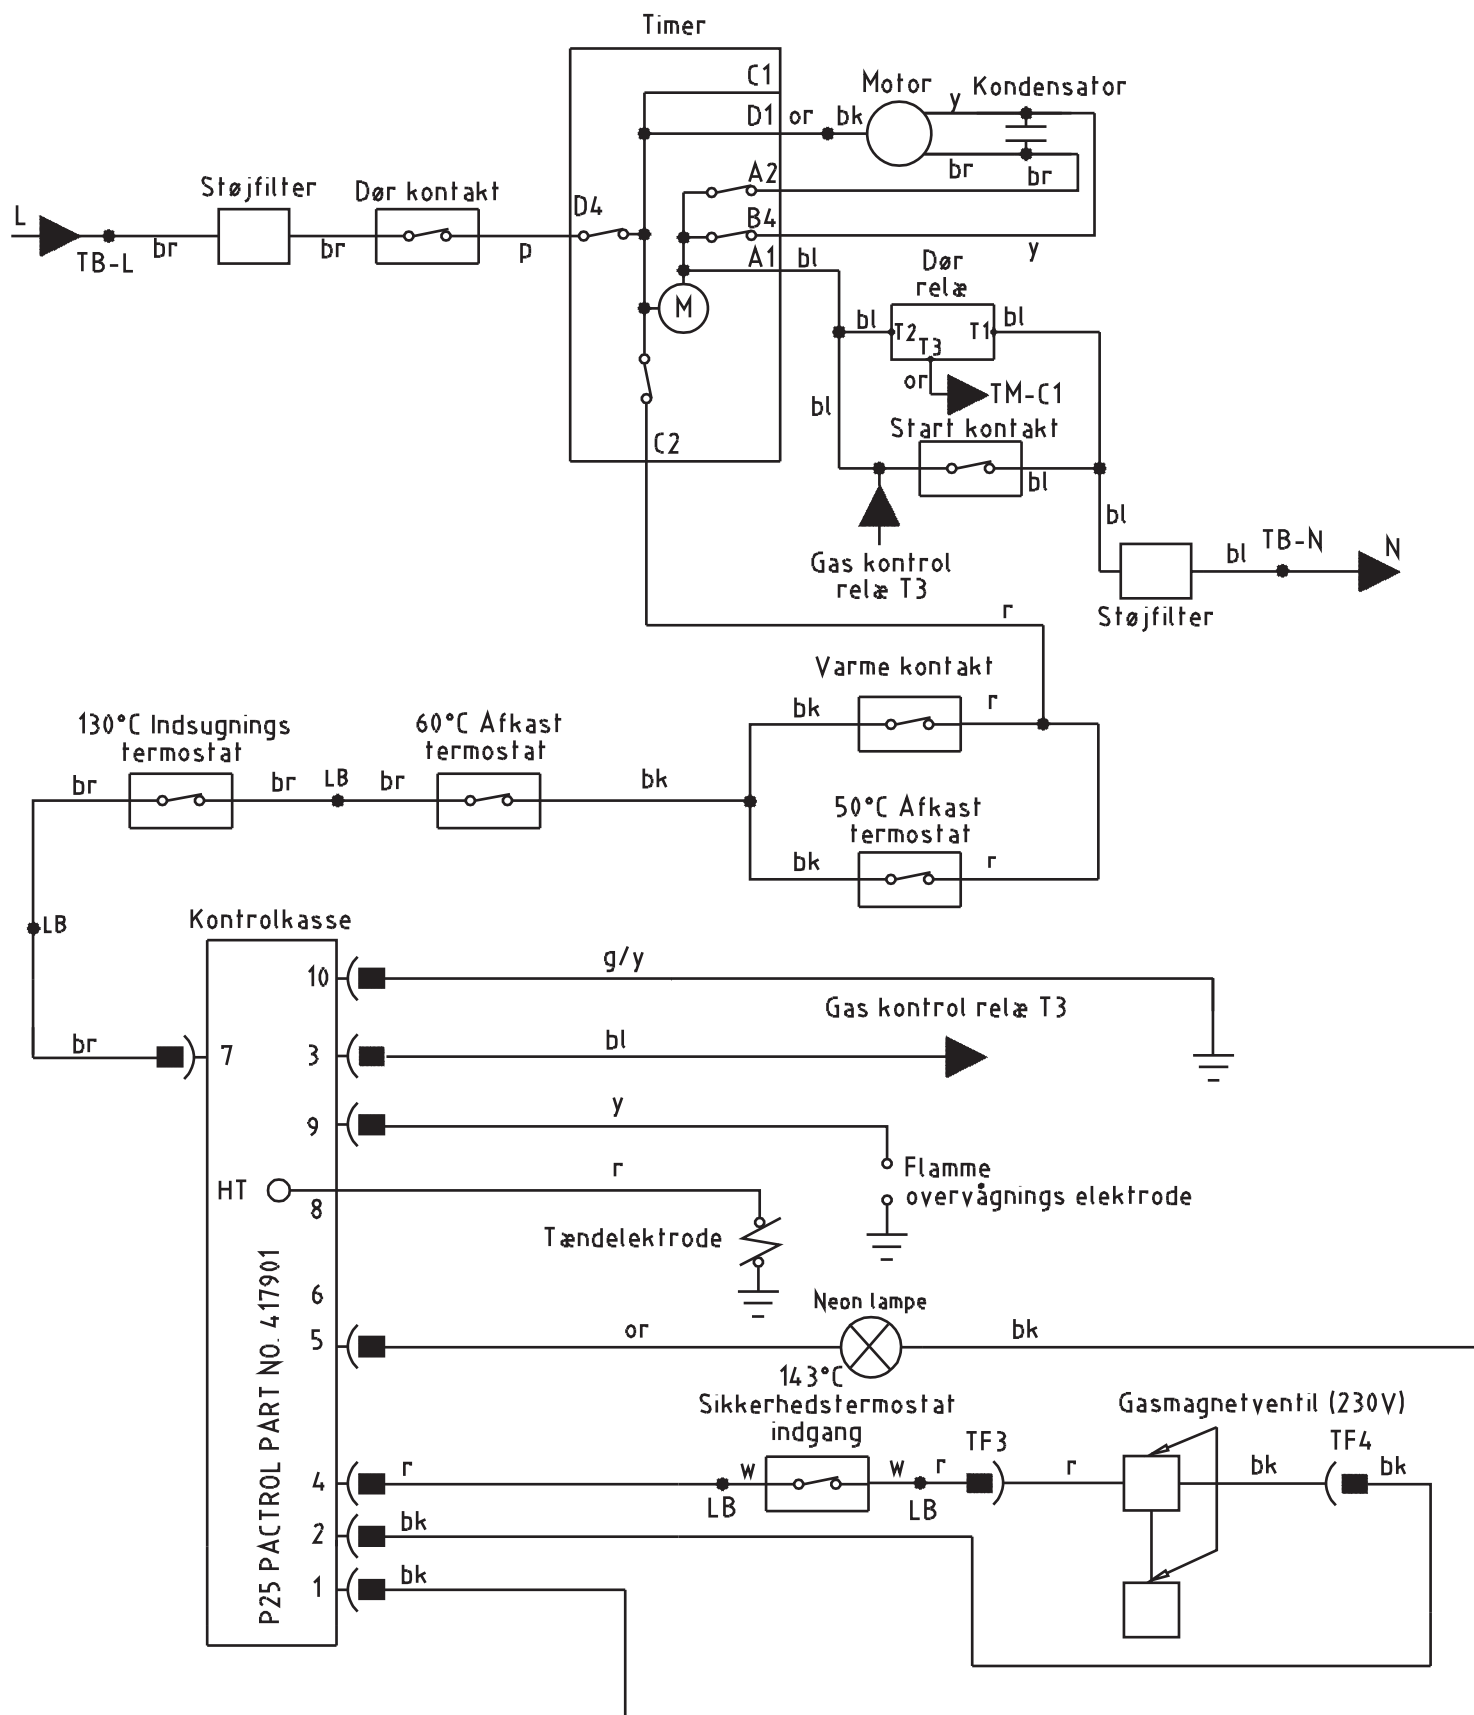 Timer
C1
Motor
y
Kondensator
D1
or
bk
br
br
Støjfilter
Dør kontakt
A2
L
D4
B4
TB-L
br
br
p
y
A1
bl
Dør
relæ
M
bl
T2
T1
bl
T3
or
TM-C1
bl
Start kontakt
C2
bl
bl
Gas kontrol
relæ T3
TB-N
N
bl
Støjfilter
r
Varme kontakt
bk
r
130°C Indsugnings
termostat
60°C Afkast
termostat
br
br
LB
br
bk
50°C Afkast
termostat
bk
r
LB
Kontrolkasse
10
g/y
Gas kontrol relæ T3
br
7
3
bl
9
y
Flamme
overvågnings elektrode
HT
r
8
Tændelektrode
6
Neon lampe
5
or
bk
143°C
Sikkerhedstermostat
indgang
Gasmagnetventil (230V)
TF3
TF4
4
r
w
w
r
r
bk
bk
LB
LB
2
bk
1
bk
P25 PACTROL PART NO. 417901